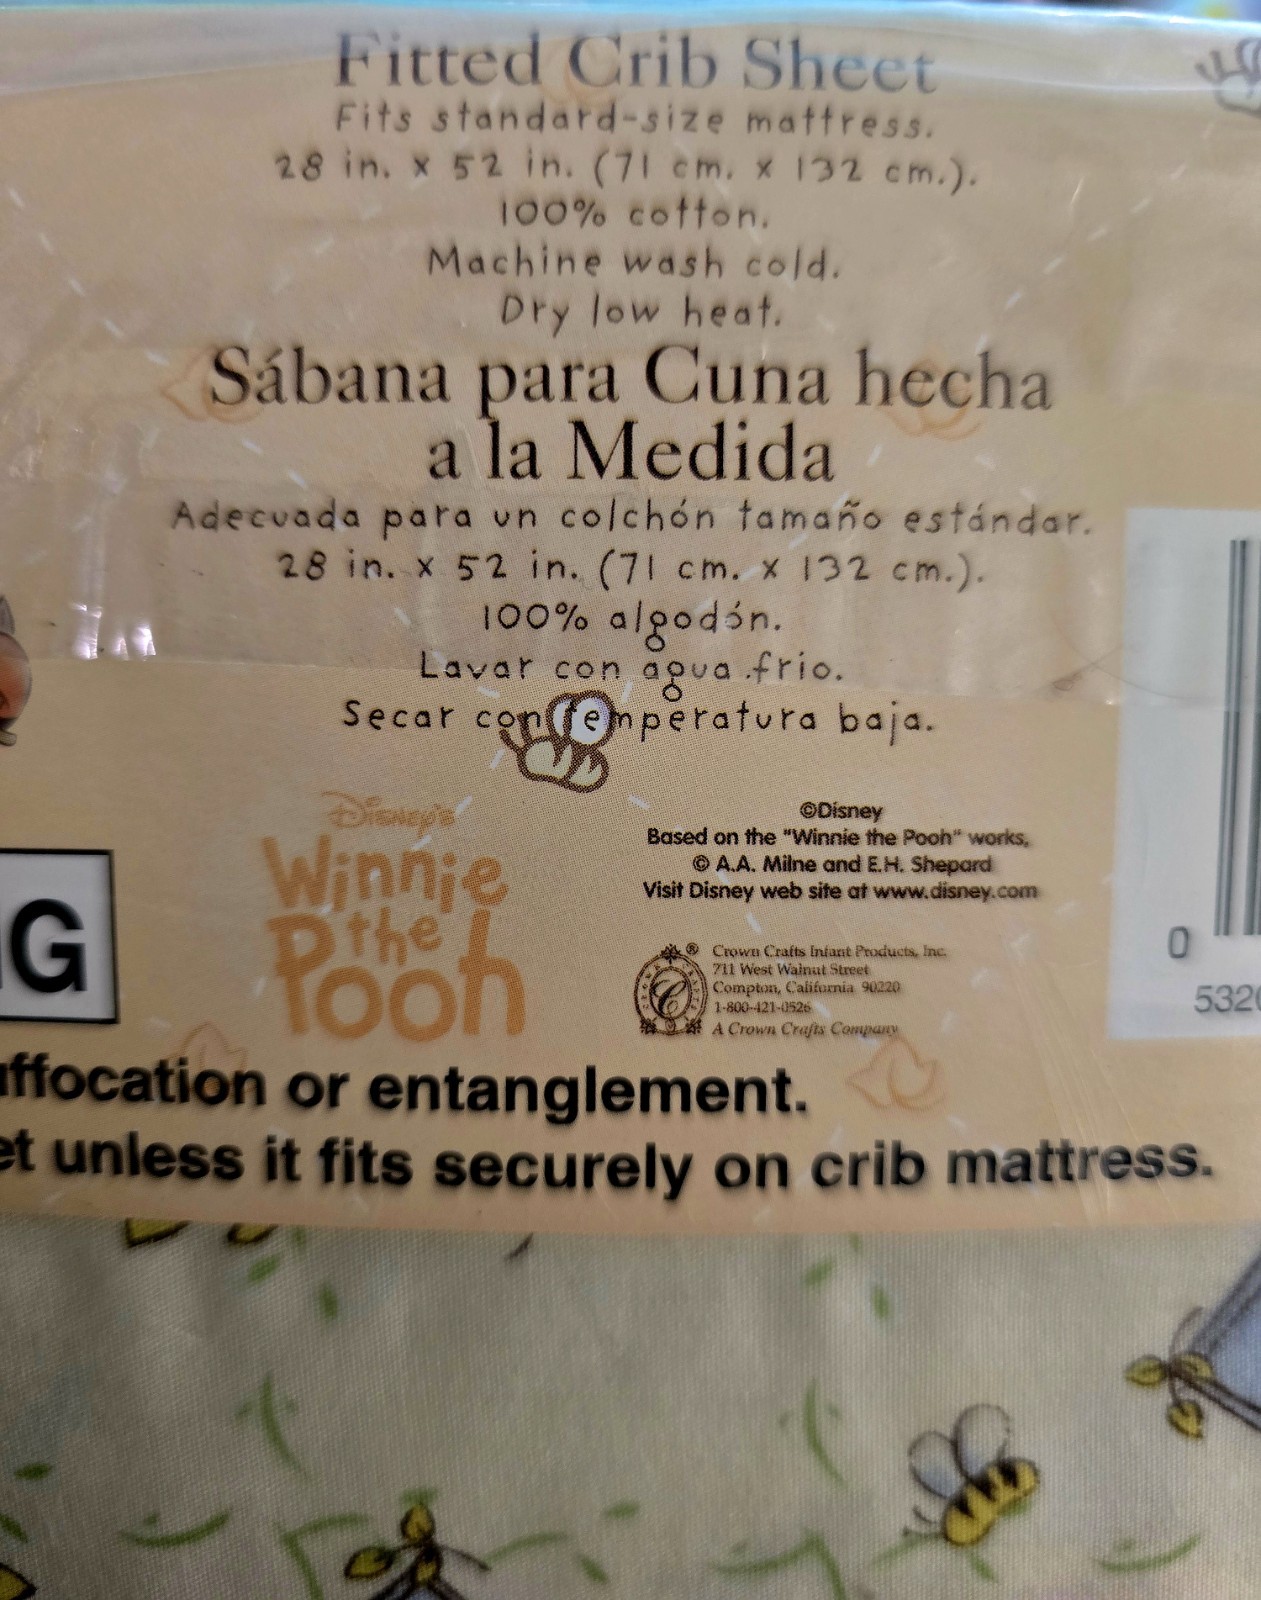 Fitted Crib Sheet
Fits standard-size mattress.
28 in. x 52 in. (71 cm. x 132 cm.).
100% cotton.
Machine wash cold.
Dry low heat.
Sábana para Cuna hecha
a la Medida
Adecuada para un colchón tamaño estándar.
28 in. x 52 in. (71 cm. x 132 cm.).
100% algodón.
Lavar con agua frio.
Secar con temperatura baja.
Disney's
Winnie
the
Pooh
©Disney
Based on the "Winnie the Pooh" works,
© A.A. Milne and E.H. Shepard
Visit Disney web site at www.disney.com
® Crown Crafts Infant Products, Inc.
711 West Walnut Street
Compton, California 90220
1-800-421-0526
A Crown Crafts Company
0
532
G
uffocation or entanglement.
et unless it fits securely on crib mattress.